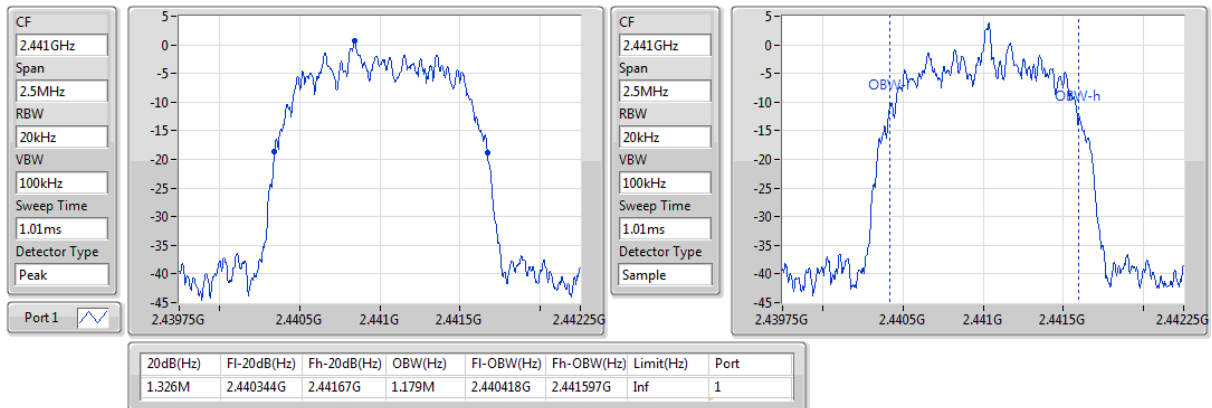 CF
2.441GHz
Span
2.5MHz
RBW
20kHz
VBW
100kHz
Sweep Time
1.01ms
Detector Type
Peak
Port 1
5
0
-5
-10
-15
-20
-25
-30
-35
-40
-45
2.43975G 2.4405G 2.441G 2.4415G 2.44225G
CF
2.441GHz
Span
2.5MHz
RBW
20kHz
VBW
100kHz
Sweep Time
1.01ms
Detector Type
Sample
5
0
-5
-10
-15
-20
-25
-30
-35
-40
-45
OBW-l
OBW-h
2.43975G 2.4405G 2.441G 2.4415G 2.44225G
20dB(Hz) Fl-20dB(Hz) Fh-20dB(Hz) OBW(Hz) Fl-OBW(Hz) Fh-OBW(Hz) Limit(Hz) Port
1.326M 2.440344G 2.44167G 1.179M 2.440418G 2.441597G Inf 1